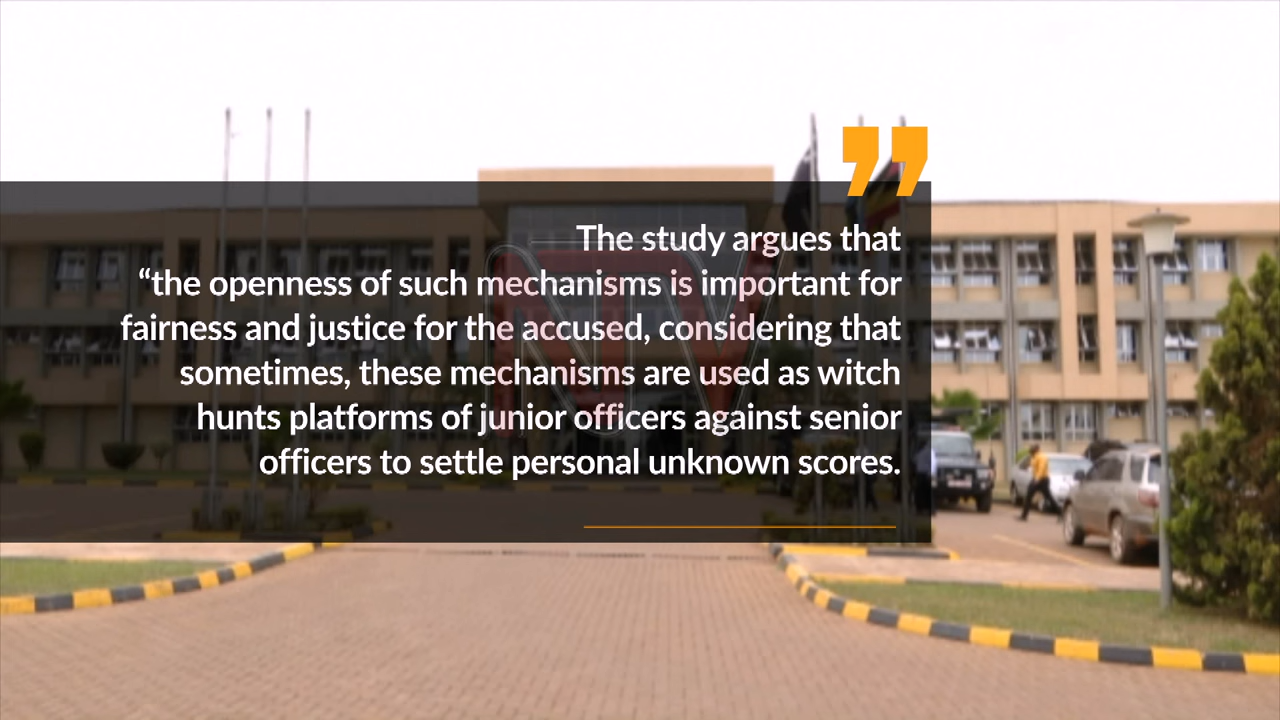 The study argues that
“the openness of such mechanisms is important for
fairness and justice for the accused, considering that
sometimes, these mechanisms are used as witch
hunts platforms of junior officers against senior
officers to settle personal unknown scores.
NTV